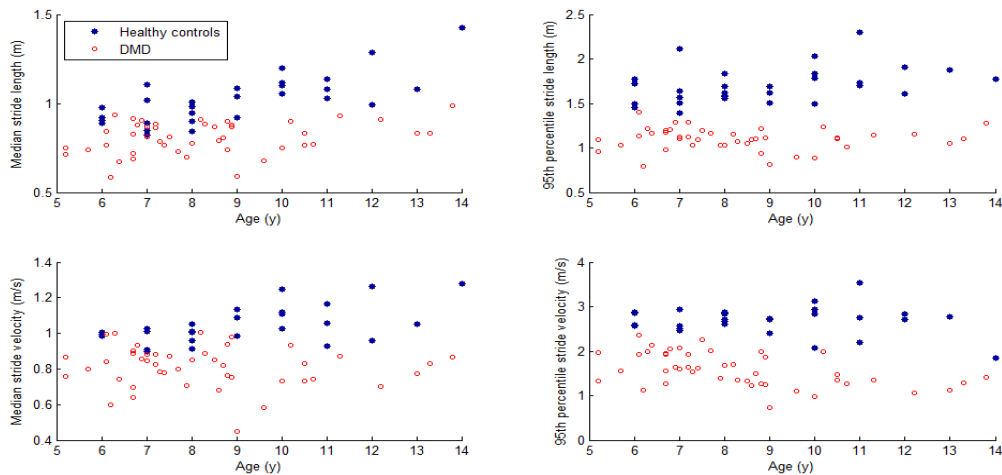 Healthy controls
DMD
Median stride length (m)
1.5
1
0.5
5 6 7 8 9 10 11 12 13 14
Age (y)
95th percentile stride length (m)
2.5
2
1.5
1
0.5
5 6 7 8 9 10 11 12 13 14
Age (y)
Median stride velocity (m/s)
1.4
1.2
1
0.8
0.6
0.4
5 6 7 8 9 10 11 12 13 14
Age (y)
95th percentile stride velocity (m/s)
4
3
2
1
0
5 6 7 8 9 10 11 12 13 14
Age (y)